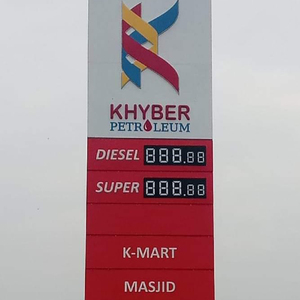 KHYBER
PETROLEUM
DIESEL 888.88
SUPER 888.88
K-MART
MASJID